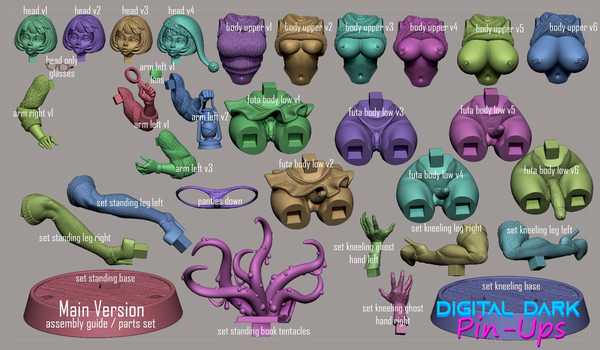 head v1
head v2
head v3
head v4
body upper v1
body upper v2
body upper v3
body upper v4
body upper v5
body upper v6
head only
glasses
arm left v1
lens
arm right v1
arm left v1
arm left v2
arm left v3
futa body low v1
futa body low v3
futa body low v5
futa body low v2
futa body low v4
futa body low v6
set standing leg left
panties down
set standing leg right
set kneeling ghost
hand left
set kneeling leg right
set kneeling leg left
set standing base
set kneeling base
Main Version
assembly guide / parts set
set standing book tentacles
set kneeling ghost
hand right
DIGITAL DARK
Pin-Ups